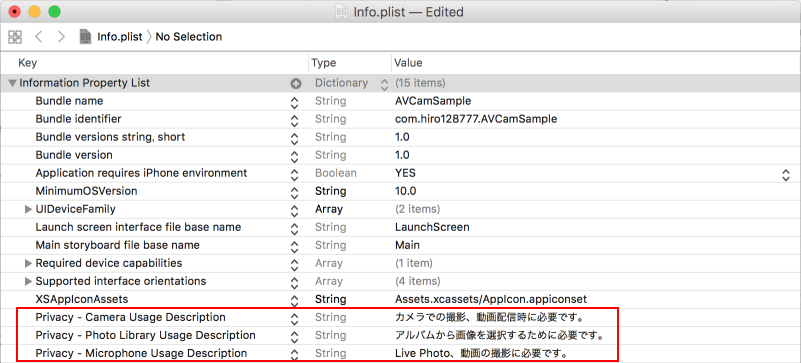 Info.plist — Edited
Info.plist No Selection
Key Type Value
Information Property List Dictionary (15 items)
Bundle name String AVCamSample
Bundle identifier String com.hiro128777.AVCamSample
Bundle versions string, short String 1.0
Bundle version String 1.0
Application requires iPhone environment Boolean YES
MinimumOSVersion String 10.0
UIDeviceFamily Array (2 items)
Launch screen interface file base name String LaunchScreen
Main storyboard file base name String Main
Required device capabilities Array (1 item)
Supported interface orientations Array (4 items)
XSAppIconAssets String Assets.xcassets/AppIcon.appiconset
Privacy - Camera Usage Description String カメラでの撮影、動画配信時に必要です。
Privacy - Photo Library Usage Description String アルバムから画像を選択するために必要です。
Privacy - Microphone Usage Description String Live Photo、動画の撮影に必要です。